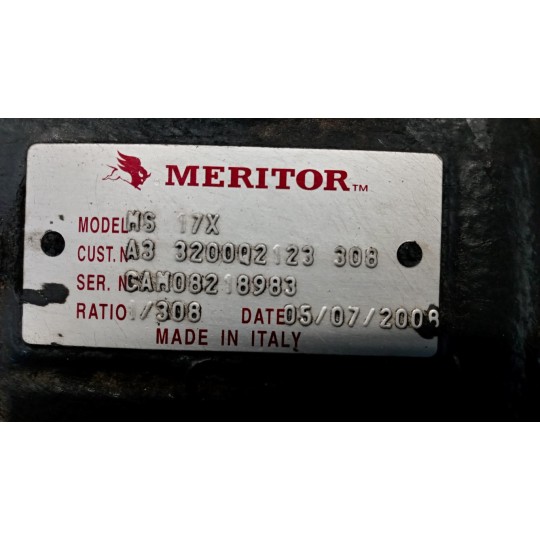 MERITOR™
MODEL MS 17X
CUST.N A3 3200Q2123 308
SER. N CAM08218983
RATIO 1/308 DATE 05/07/2008
MADE IN ITALY